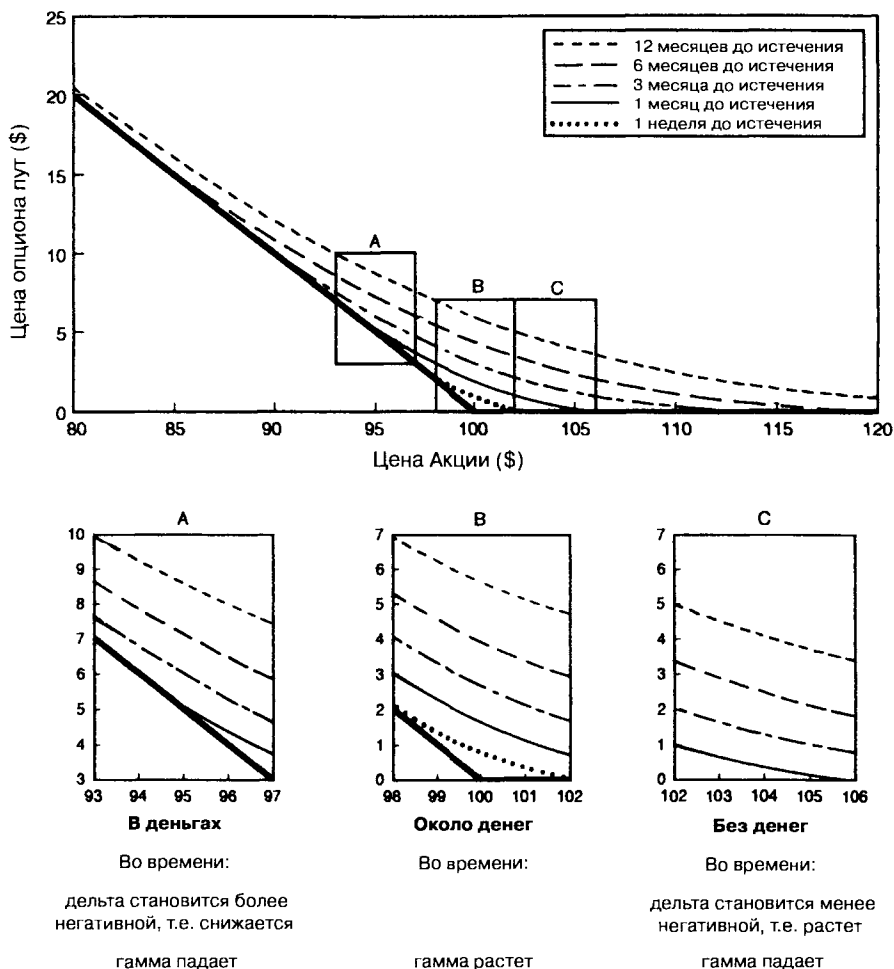 25
20
15
10
5
0
Цена опциона пут ($)
12 месяцев до истечения
6 месяцев до истечения
3 месяца до истечения
1 месяц до истечения
1 неделя до истечения
A
B
C
80 85 90 95 100 105 110 115 120
Цена Акции ($)
A
10
9
8
7
6
5
4
3
93 94 95 96 97
В деньгах
Во времени:
дельта становится более
негативной, т.е. снижается
гамма падает
B
7
6
5
4
3
2
1
0
98 99 100 101 102
Около денег
Во времени:
гамма растет
C
7
6
5
4
3
2
1
0
102 103 104 105 106
Без денег
Во времени:
дельта становится менее
негативной, т.е. растет
гамма падает